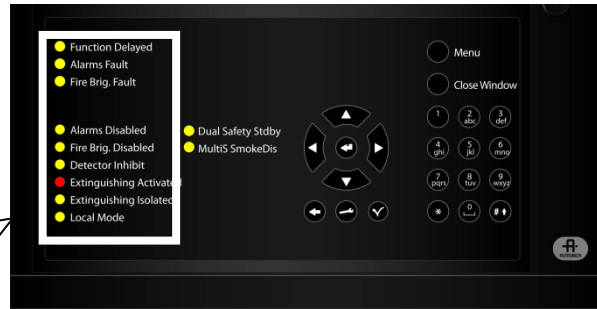 Function Delayed
Alarms Fault
Fire Brig. Fault
Alarms Disabled
Fire Brig. Disabled
Detector Inhibit
Extinguishing Activated
Extinguishing Isolated
Local Mode
Dual Safety Stdby
MultiS SmokeDis
Menu
Close Window
1
2 abc
3 def
4 ghi
5 jkl
6 mno
7 pqrs
8 tuv
9 wxyz
*
0
#
AUTRONICA